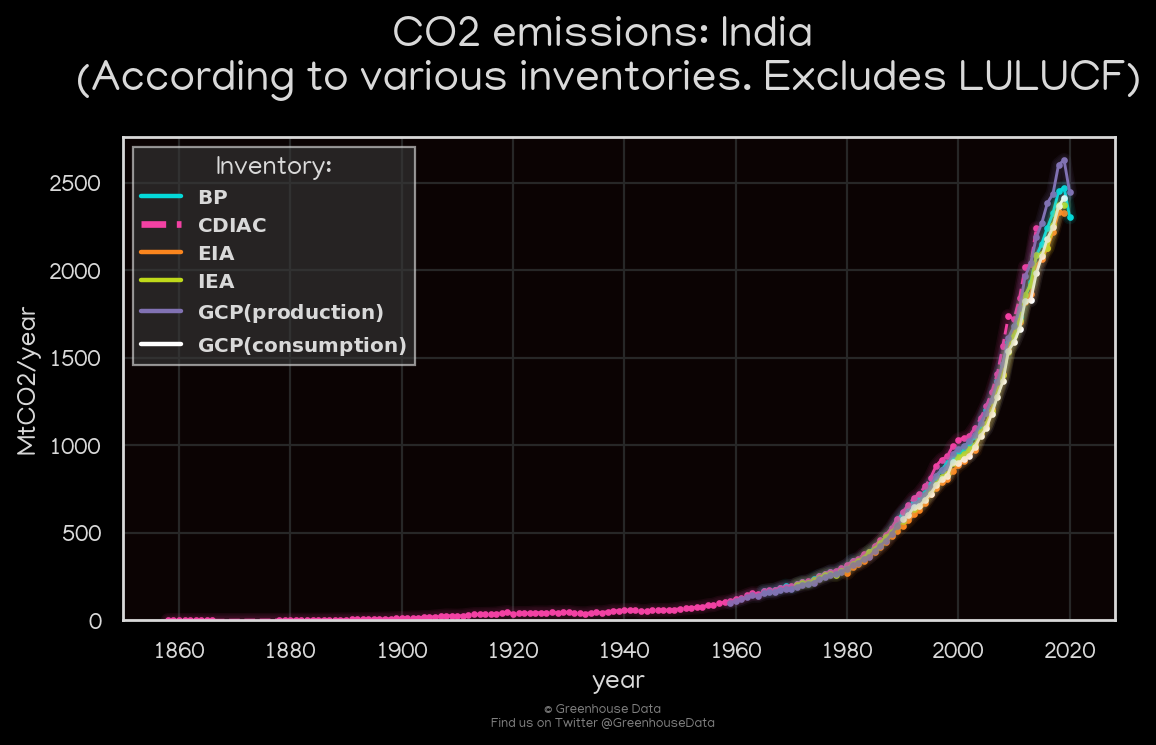 CO2 emissions: India
(According to various inventories. Excludes LULUCF)
Inventory:
BP
CDIAC
EIA
IEA
GCP(production)
GCP(consumption)
MtCO2/year
2500
2000
1500
1000
500
0
1860 1880 1900 1920 1940 1960 1980 2000 2020
year
© Greenhouse Data
Find us on Twitter @GreenhouseData